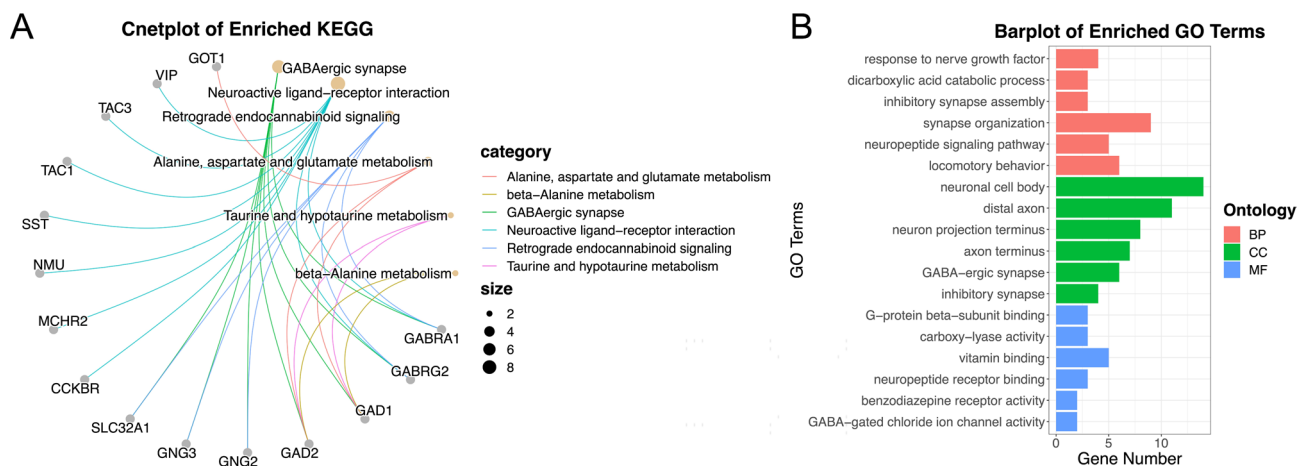 A
Cnetplot of Enriched KEGG
GOT1
GABAergic synapse
VIP
Neuroactive ligand−receptor interaction
TAC3
Retrograde endocannabinoid signaling
TAC1
Alanine, aspartate and glutamate metabolism
SST
Taurine and hypotaurine metabolism
NMU
beta−Alanine metabolism
MCHR2
GABRA1
CCKBR
GABRG2
SLC32A1
GAD1
GNG3
GNG2
GAD2
category
Alanine, aspartate and glutamate metabolism
beta−Alanine metabolism
GABAergic synapse
Neuroactive ligand−receptor interaction
Retrograde endocannabinoid signaling
Taurine and hypotaurine metabolism
size
2
4
6
8
B
Barplot of Enriched GO Terms
GO Terms
response to nerve growth factor
dicarboxylic acid catabolic process
inhibitory synapse assembly
synapse organization
neuropeptide signaling pathway
locomotory behavior
neuronal cell body
distal axon
neuron projection terminus
axon terminus
GABA−ergic synapse
inhibitory synapse
G−protein beta−subunit binding
carboxy−lyase activity
vitamin binding
neuropeptide receptor binding
benzodiazepine receptor activity
GABA−gated chloride ion channel activity
0 5 10
Gene Number
Ontology
BP
CC
MF